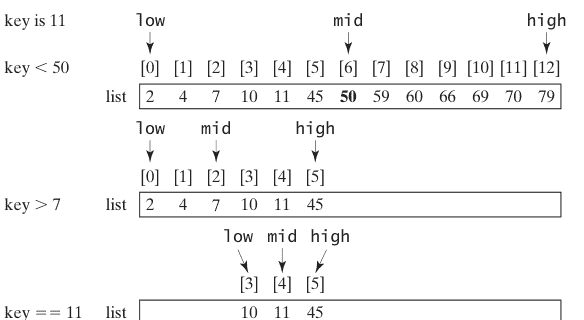 key is 11 low mid high
key < 50 [0] [1] [2] [3] [4] [5] [6] [7] [8] [9] [10] [11] [12]
list 2 4 7 10 11 45 50 59 60 66 69 70 79
low mid high
[0] [1] [2] [3] [4] [5]
key > 7 list 2 4 7 10 11 45
low mid high
[3] [4] [5]
key == 11 list 10 11 45